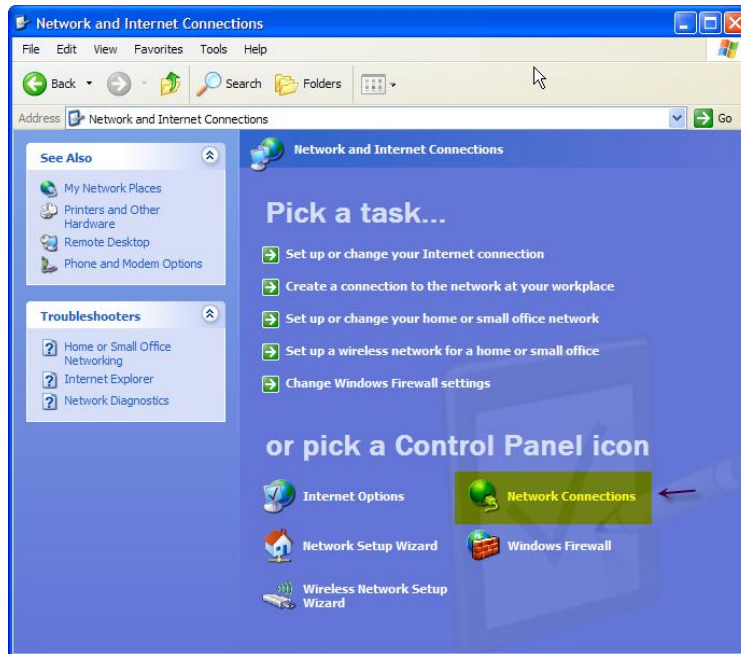 Network and Internet Connections
File Edit View Favorites Tools Help
Back Search Folders
Address Network and Internet Connections Go
See Also
My Network Places
Printers and Other
Hardware
Remote Desktop
Phone and Modem Options
Troubleshooters
Home or Small Office
Networking
Internet Explorer
Network Diagnostics
Network and Internet Connections
Pick a task...
Set up or change your Internet connection
Create a connection to the network at your workplace
Set up or change your home or small office network
Set up a wireless network for a home or small office
Change Windows Firewall settings
or pick a Control Panel icon
Internet Options Network Connections
Network Setup Wizard Windows Firewall
Wireless Network Setup
Wizard